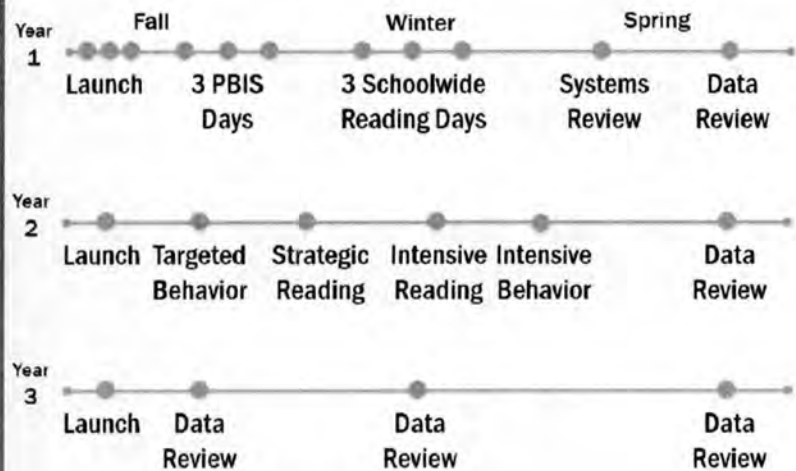 Fall Winter Spring
Year
1
Launch 3 PBIS 3 Schoolwide Systems Data
Days Reading Days Review Review
Year
2
Launch Targeted Strategic Intensive Intensive Data
Behavior Reading Reading Behavior Review
Year
3
Launch Data Data Data
Review Review Review